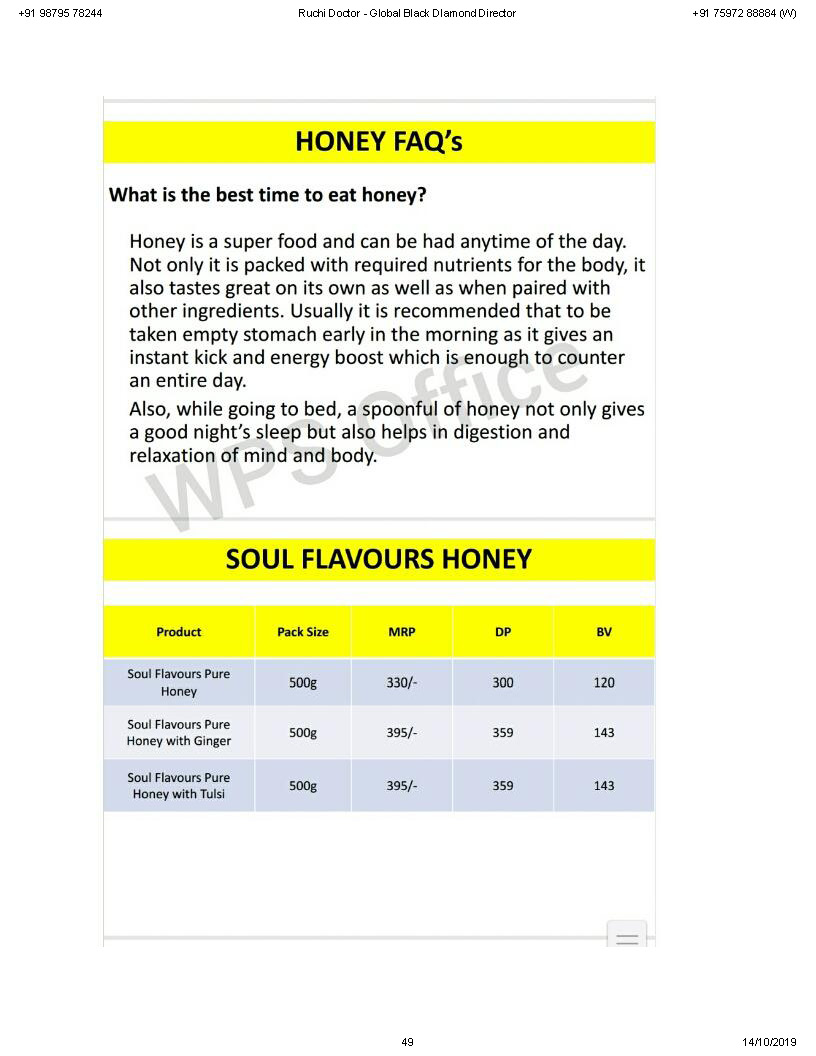 +91 98795 78244 Ruchi Doctor - Global Black Diamond Director +91 75972 88884 (W)
HONEY FAQ's
What is the best time to eat honey?
Honey is a super food and can be had anytime of the day.
Not only it is packed with required nutrients for the body, it
also tastes great on its own as well as when paired with
other ingredients. Usually it is recommended that to be
taken empty stomach early in the morning as it gives an
instant kick and energy boost which is enough to counter
an entire day.
Also, while going to bed, a spoonful of honey not only gives
a good night's sleep but also helps in digestion and
relaxation of mind and body.
WPS Office
SOUL FLAVOURS HONEY
Product Pack Size MRP DP BV
Soul Flavours Pure
Honey 500g 330/- 300 120
Soul Flavours Pure
Honey with Ginger 500g 395/- 359 143
Soul Flavours Pure
Honey with Tulsi 500g 395/- 359 143
49 14/10/2019